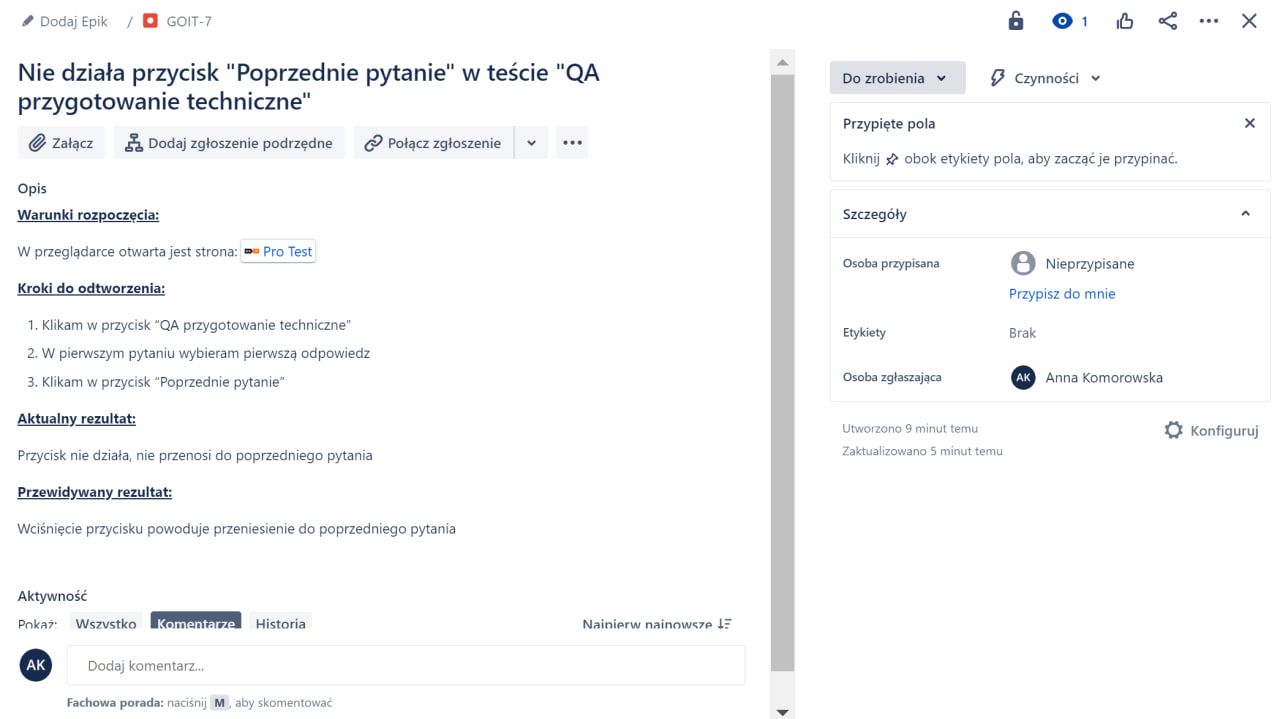 Dodaj Epik / GOIT-7
1
Nie działa przycisk "Poprzednie pytanie" w teście "QA
przygotowanie techniczne"
Załącz
Dodaj zgłoszenie podrzędne
Połącz zgłoszenie
Opis
Warunki rozpoczęcia:
W przeglądarce otwarta jest strona: Pro Test
Kroki do odtworzenia:
1. Klikam w przycisk “QA przygotowanie techniczne”
2. W pierwszym pytaniu wybieram pierwszą odpowiedz
3. Klikam w przycisk “Poprzednie pytanie”
Aktualny rezultat:
Przycisk nie działa, nie przenosi do poprzedniego pytania
Przewidywany rezultat:
Wciśnięcie przycisku powoduje przeniesienie do poprzedniego pytania
Aktywność
Pokaż: Wszystko Komentarze Historia Najpierw najnowsze
AK Dodaj komentarz...
Fachowa porada: naciśnij M, aby skomentować
Do zrobienia
Czynności
Przypięte pola
Kliknij obok etykiety pola, aby zacząć je przypinać.
Szczegóły
Osoba przypisana Nieprzypisane
Przypisz do mnie
Etykiety Brak
Osoba zgłaszająca AK Anna Komorowska
Utworzono 9 minut temu
Konfiguruj
Zaktualizowano 5 minut temu